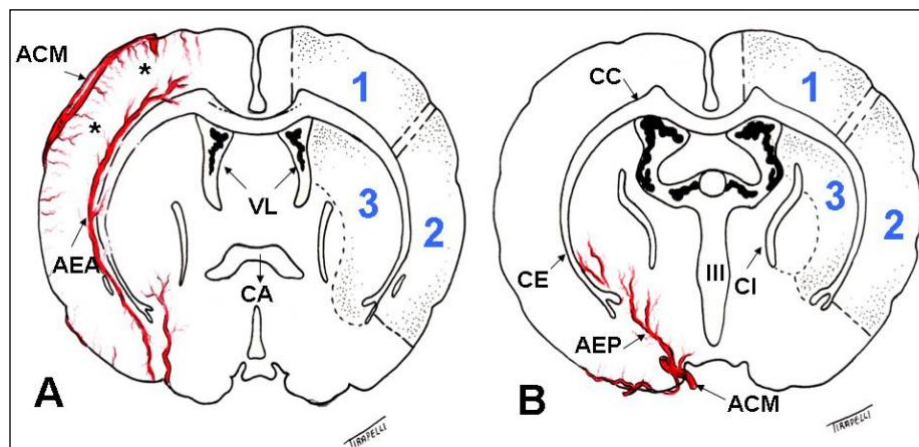 ACM
*
*
1
VL
3
2
AEA
CA
A
TIRAPELLI
CC
1
3
2
CE
III
CI
AEP
ACM
B
TIRAPELLI